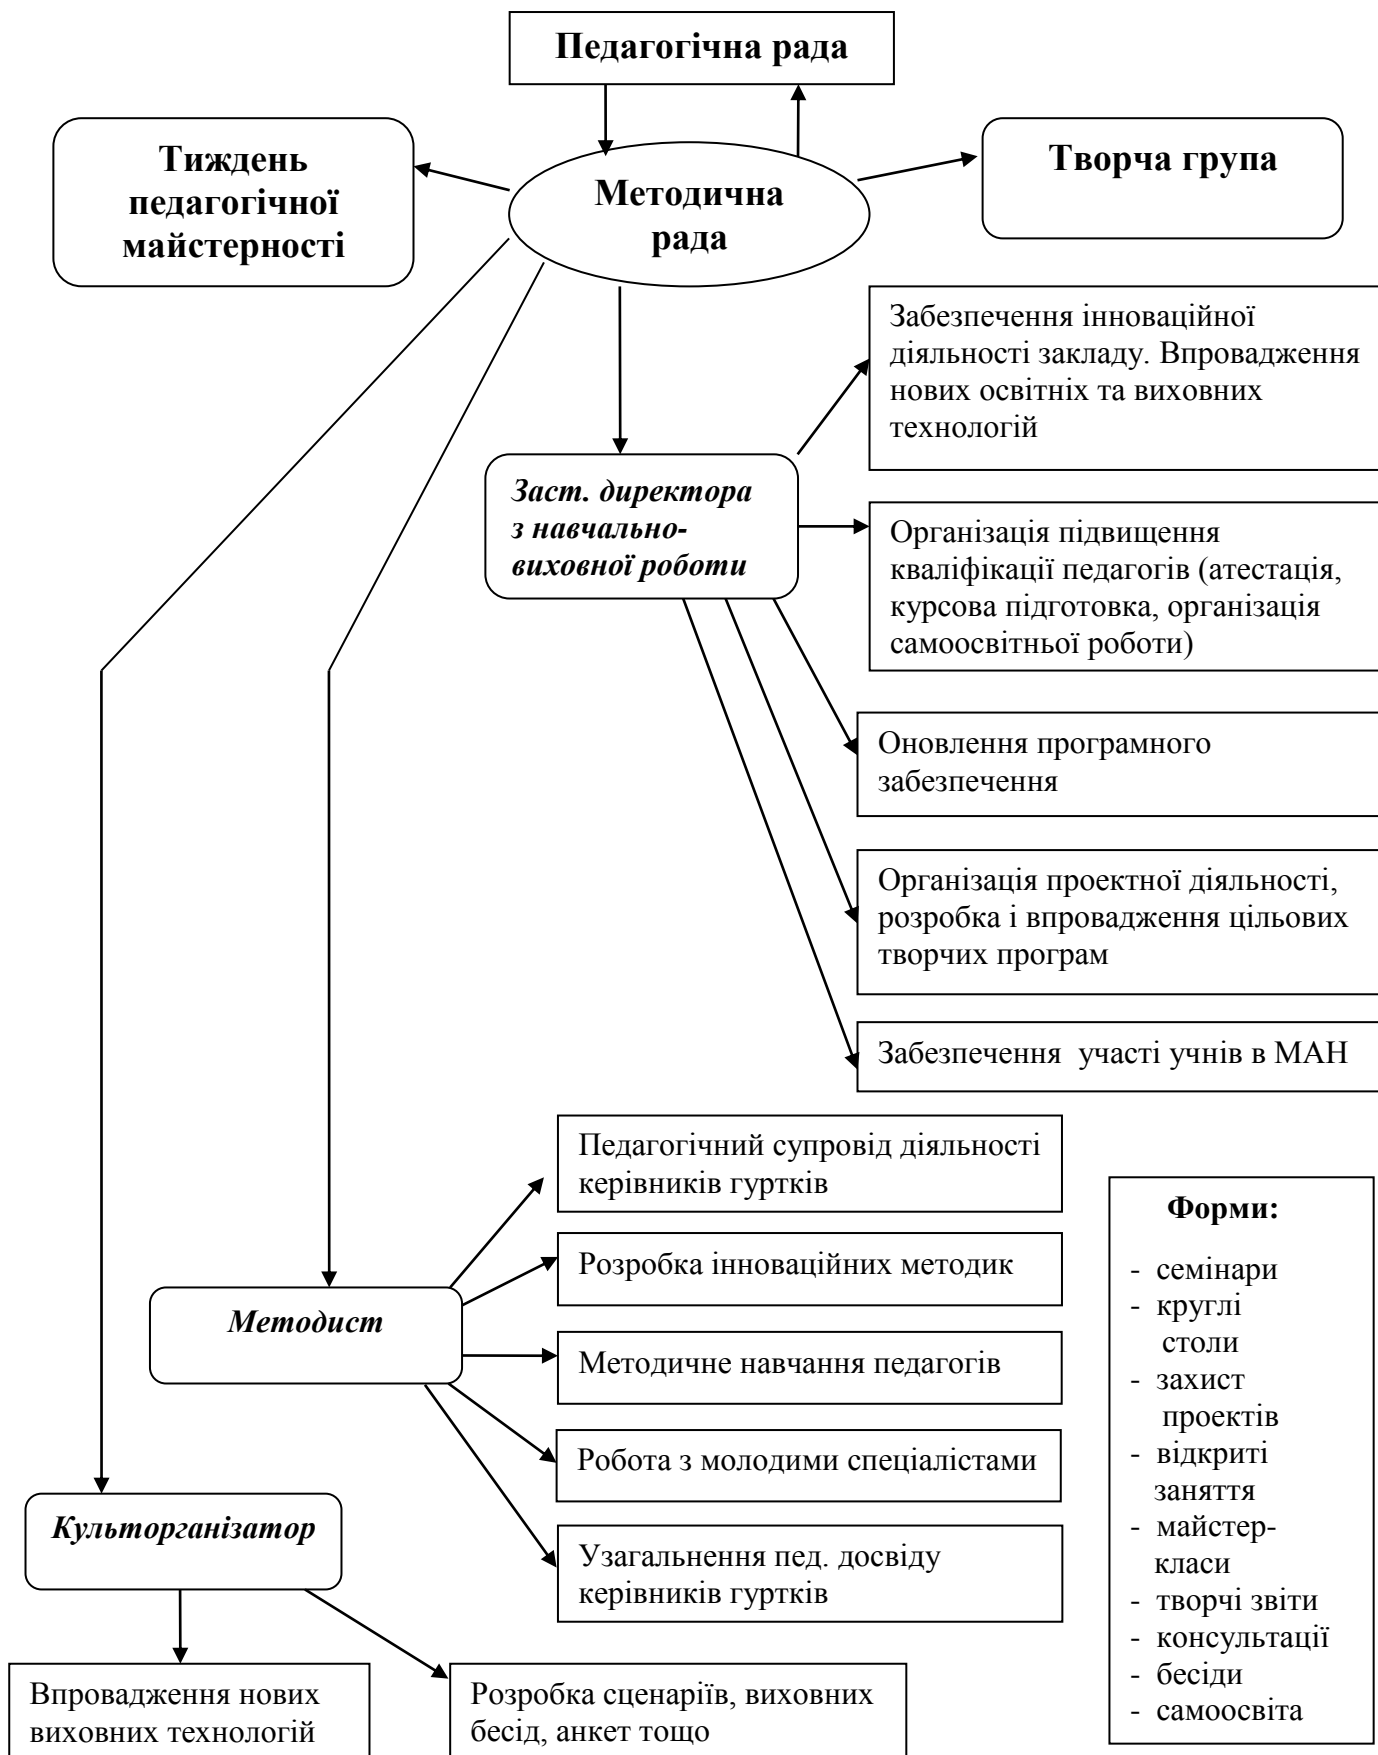 Педагогічна рада
Тиждень
педагогічної
майстерності
Методична
рада
Творча група
Забезпечення інноваційної
діяльності закладу. Впровадження
нових освітніх та виховних
технологій
Заст. директора
з навчально-
виховної роботи
Організація підвищення
кваліфікації педагогів (атестація,
курсова підготовка, організація
самоосвітньої роботи)
Оновлення програмного
забезпечення
Організація проектної діяльності,
розробка і впровадження цільових
творчих програм
Забезпечення участі учнів в МАН
Педагогічний супровід діяльності
керівників гуртків
Розробка інноваційних методик
Методист
Методичне навчання педагогів
Робота з молодими спеціалістами
Узагальнення пед. досвіду
керівників гуртків
Форми:
- семінари
- круглі
столи
- захист
проектів
- відкриті
заняття
- майстер-
класи
- творчі звіти
- консультації
- бесіди
- самоосвіта
Культорганізатор
Впровадження нових
виховних технологій
Розробка сценаріїв, виховних
бесід, анкет тощо